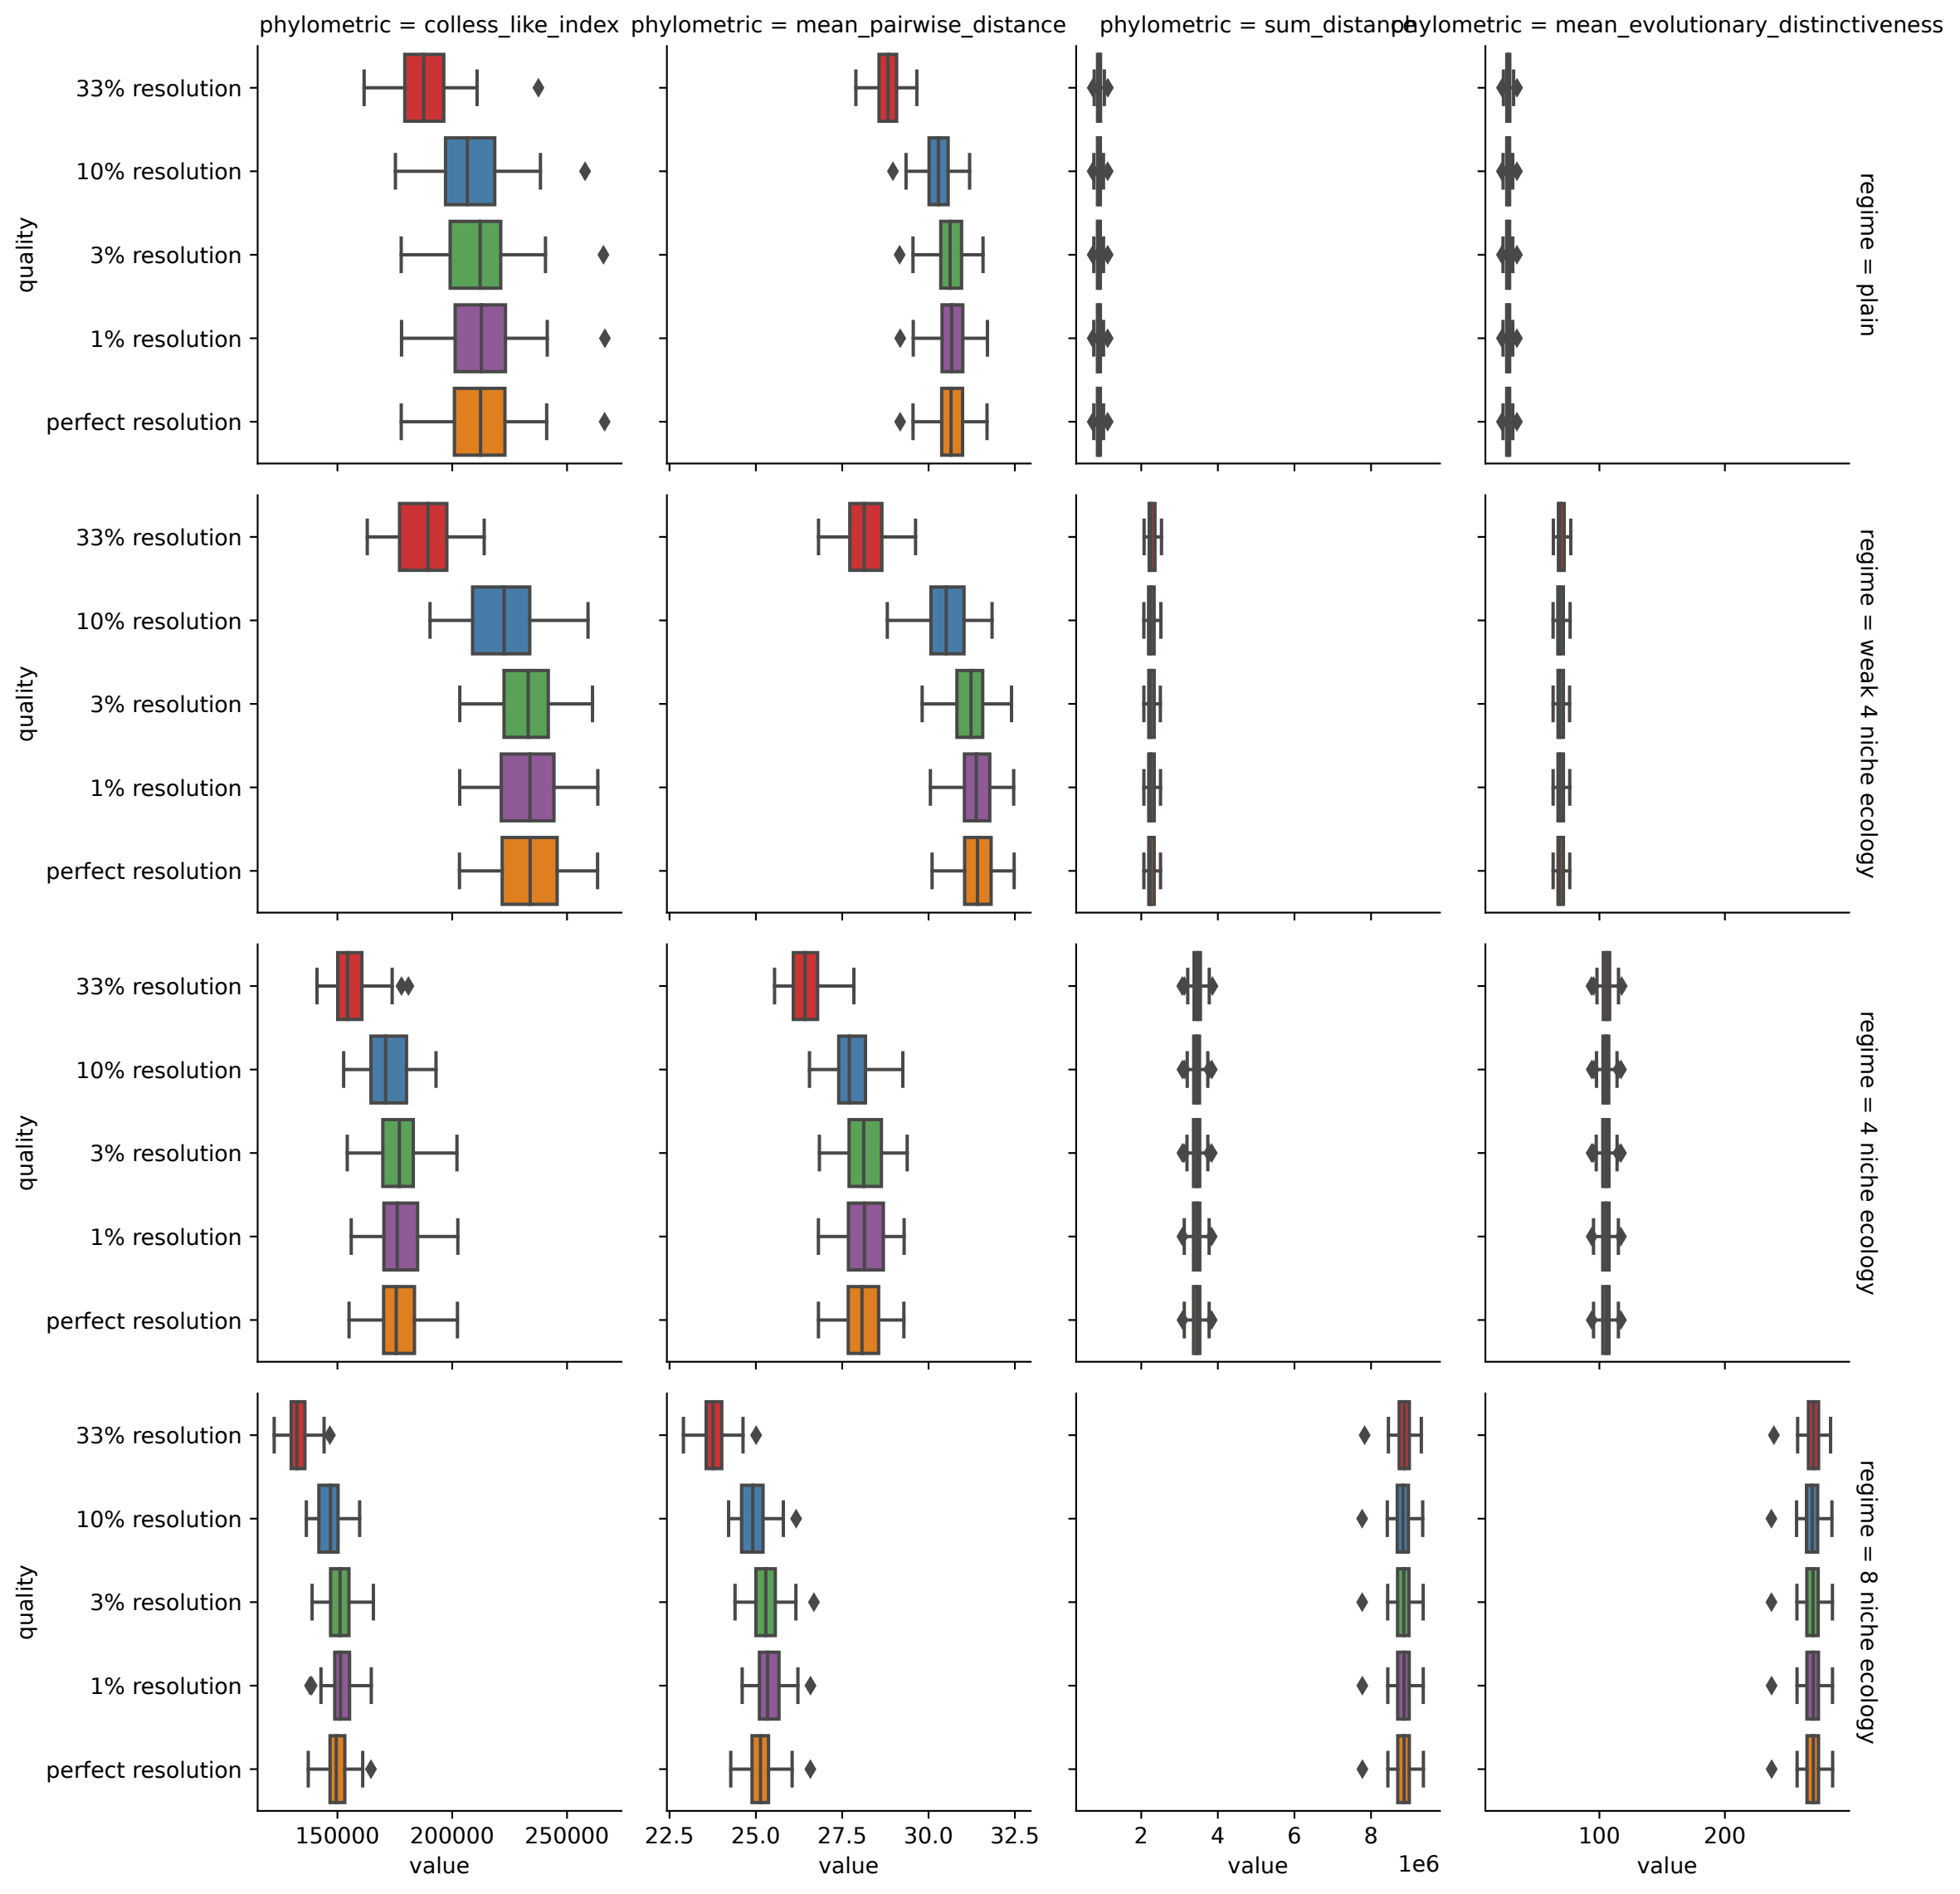 phylometric = colless_like_index
phylometric = mean_pairwise_distance
phylometric = sum_distance
phylometric = mean_evolutionary_distinctiveness
quality
33% resolution
10% resolution
3% resolution
1% resolution
perfect resolution
regime = plain
quality
33% resolution
10% resolution
3% resolution
1% resolution
perfect resolution
regime = weak 4 niche ecology
quality
33% resolution
10% resolution
3% resolution
1% resolution
perfect resolution
regime = 4 niche ecology
quality
33% resolution
10% resolution
3% resolution
1% resolution
perfect resolution
regime = 8 niche ecology
150000 200000 250000
value
22.5 25.0 27.5 30.0 32.5
value
2 4 6 8
1e6
value
100 200
value